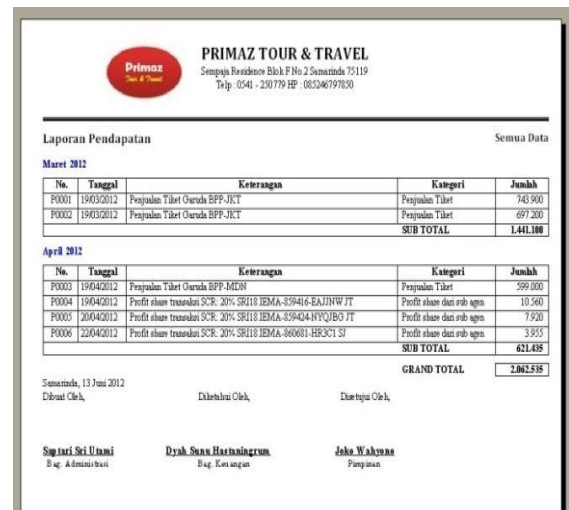 Primaz
Tour & Travel
PRIMAZ TOUR & TRAVEL
Sempaja Residence Blok F No.2 Samarinda 75119
Telp : 0541 - 250779 HP : 085246797850
Laporan Pendapatan Semua Data
Maret 2012
No. Tanggal Keterangan Kategori Jumlah
P0001 19/03/2012 Penjualan Tiket Garuda BPP-JKT Penjualan Tiket 743.900
P0002 19/03/2012 Penjualan Tiket Garuda BPP-JKT Penjualan Tiket 697.200
SUB TOTAL 1.441.100
April 2012
No. Tanggal Keterangan Kategori Jumlah
P0003 19/04/2012 Penjualan Tiket Garuda BPP-MDN Penjualan Tiket 599.000
P0004 19/04/2012 Profit share transaksi SCR: 20% SRI18.IEMA-859416-EAJJNW JT Profit share dari sub agen 10.560
P0005 20/04/2012 Profit share transaksi SCR: 20% SRI18.IEMA-859424-NYQJBG JT Profit share dari sub agen 7.920
P0006 22/04/2012 Profit share transaksi SCR: 20% SRI18.IEMA-860681-HR3C1 SJ Profit share dari sub agen 3.955
SUB TOTAL 621.435
GRAND TOTAL 2.062.535
Samarinda, 13 Juni 2012
Dibuat Oleh, Diketahui Oleh, Disetujui Oleh,
Saptari Sri Utami Dyah Sunu Hastaningrum Joko Wahyono
Bag. Administrasi Bag. Keuangan Pimpinan